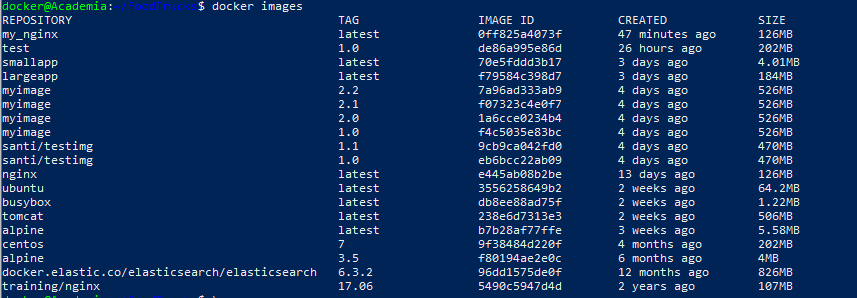 docker@Academia:~/FoodTrucks$ docker images
REPOSITORY TAG IMAGE ID CREATED SIZE
my_nginx latest 0ff825a4073f 47 minutes ago 126MB
test 1.0 de86a995e86d 26 hours ago 202MB
smallapp latest 70e5fddd3b17 3 days ago 4.01MB
largeapp latest f79584c398d7 3 days ago 184MB
myimage 2.2 7a96ad333ab9 4 days ago 526MB
myimage 2.1 f07323c4e0f7 4 days ago 526MB
myimage 2.0 1a6cce0234b4 4 days ago 526MB
myimage 1.0 f4c5035e83bc 4 days ago 526MB
santi/testimg 1.1 9cb9ca042fd0 4 days ago 470MB
santi/testimg 1.0 eb6bcc22ab09 4 days ago 470MB
nginx latest e445ab08b2be 13 days ago 126MB
ubuntu latest 3556258649b2 2 weeks ago 64.2MB
busybox latest db8ee88ad75f 2 weeks ago 1.22MB
tomcat latest 238e6d7313e3 2 weeks ago 506MB
alpine latest b7b28af77ffe 3 weeks ago 5.58MB
centos 7 9f38484d220f 4 months ago 202MB
alpine 3.5 f80194ae2e0c 6 months ago 4MB
docker.elastic.co/elasticsearch/elasticsearch 6.3.2 96dd1575de0f 12 months ago 826MB
training/nginx 17.06 5490c5947d4d 2 years ago 107MB